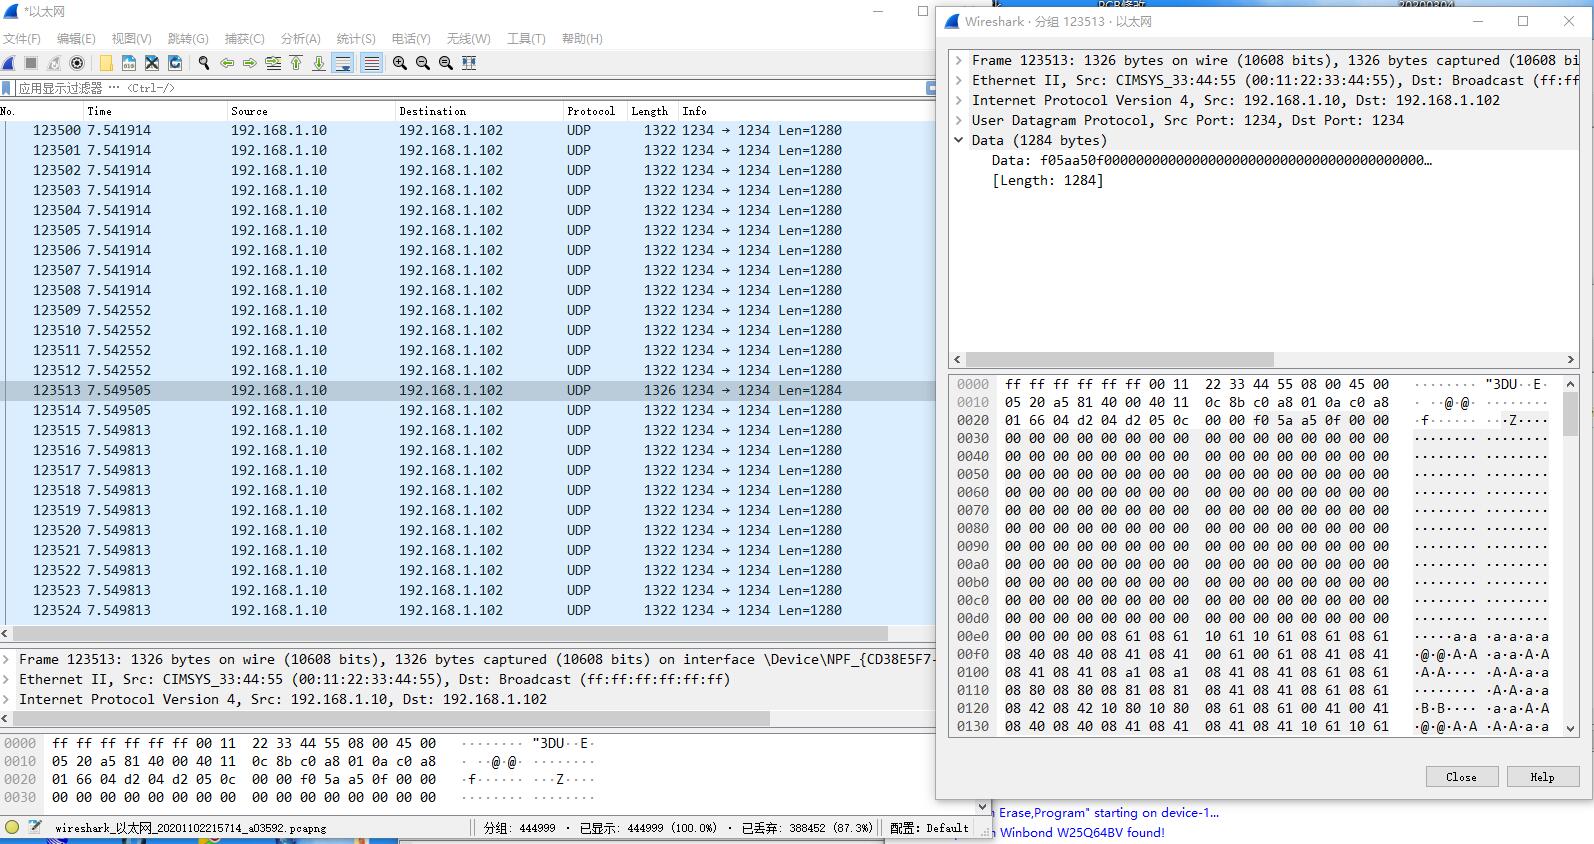 *以太网
文件(F) 编辑(E) 视图(V) 跳转(G) 捕获(C) 分析(A) 统计(S) 电话(Y) 无线(W) 工具(T) 帮助(H)
应用显示过滤器 … <Ctrl-/>
No. Time Source Destination Protocol Length Info
123500 7.541914 192.168.1.10 192.168.1.102 UDP 1322 1234 → 1234 Len=1280
123501 7.541914 192.168.1.10 192.168.1.102 UDP 1322 1234 → 1234 Len=1280
123502 7.541914 192.168.1.10 192.168.1.102 UDP 1322 1234 → 1234 Len=1280
123503 7.541914 192.168.1.10 192.168.1.102 UDP 1322 1234 → 1234 Len=1280
123504 7.541914 192.168.1.10 192.168.1.102 UDP 1322 1234 → 1234 Len=1280
123505 7.541914 192.168.1.10 192.168.1.102 UDP 1322 1234 → 1234 Len=1280
123506 7.541914 192.168.1.10 192.168.1.102 UDP 1322 1234 → 1234 Len=1280
123507 7.541914 192.168.1.10 192.168.1.102 UDP 1322 1234 → 1234 Len=1280
123508 7.541914 192.168.1.10 192.168.1.102 UDP 1322 1234 → 1234 Len=1280
123509 7.542552 192.168.1.10 192.168.1.102 UDP 1322 1234 → 1234 Len=1280
123510 7.542552 192.168.1.10 192.168.1.102 UDP 1322 1234 → 1234 Len=1280
123511 7.542552 192.168.1.10 192.168.1.102 UDP 1322 1234 → 1234 Len=1280
123512 7.542552 192.168.1.10 192.168.1.102 UDP 1322 1234 → 1234 Len=1280
123513 7.549505 192.168.1.10 192.168.1.102 UDP 1326 1234 → 1234 Len=1284
123514 7.549505 192.168.1.10 192.168.1.102 UDP 1322 1234 → 1234 Len=1280
123515 7.549505 192.168.1.10 192.168.1.102 UDP 1322 1234 → 1234 Len=1280
123516 7.549505 192.168.1.10 192.168.1.102 UDP 1322 1234 → 1234 Len=1280
123517 7.549813 192.168.1.10 192.168.1.102 UDP 1322 1234 → 1234 Len=1280
123518 7.549813 192.168.1.10 192.168.1.102 UDP 1322 1234 → 1234 Len=1280
123519 7.549813 192.168.1.10 192.168.1.102 UDP 1322 1234 → 1234 Len=1280
123520 7.549813 192.168.1.10 192.168.1.102 UDP 1322 1234 → 1234 Len=1280
123521 7.549813 192.168.1.10 192.168.1.102 UDP 1322 1234 → 1234 Len=1280
123522 7.549813 192.168.1.10 192.168.1.102 UDP 1322 1234 → 1234 Len=1280
123523 7.549813 192.168.1.10 192.168.1.102 UDP 1322 1234 → 1234 Len=1280
123524 7.549813 192.168.1.10 192.168.1.102 UDP 1322 1234 → 1234 Len=1280
Frame 123513: 1326 bytes on wire (10608 bits), 1326 bytes captured (10608 bits) on interface \Device\NPF_{CD38E5F7-
Ethernet II, Src: CIMSYS_33:44:55 (00:11:22:33:44:55), Dst: Broadcast (ff:ff:ff:ff:ff:ff)
Internet Protocol Version 4, Src: 192.168.1.10, Dst: 192.168.1.102
0000 ff ff ff ff ff ff 00 11 22 33 44 55 08 00 45 00 ········ "3DU··E·
0010 05 20 a5 81 40 00 40 11 0c 8b c0 a8 01 0a c0 a8 · ··@·@· ········
0020 01 66 04 d2 04 d2 05 0c 00 00 f0 5a a5 0f 00 00 ·f······ ···Z····
0030 00 00 00 00 00 00 00 00 00 00 00 00 00 00 00 00 ········ ········
wireshark_以太网_20201102215714_a03592.pcapng 分组: 444999 · 已显示: 444999 (100.0%) · 已丢弃: 388452 (87.3%) 配置: Default
Wireshark · 分组 123513 · 以太网
Frame 123513: 1326 bytes on wire (10608 bits), 1326 bytes captured (10608 bi
Ethernet II, Src: CIMSYS_33:44:55 (00:11:22:33:44:55), Dst: Broadcast (ff:ff
Internet Protocol Version 4, Src: 192.168.1.10, Dst: 192.168.1.102
User Datagram Protocol, Src Port: 1234, Dst Port: 1234
Data (1284 bytes)
Data: f05aa50f0000000000000000000000000000000000000000…
[Length: 1284]
0000 ff ff ff ff ff ff 00 11 22 33 44 55 08 00 45 00 ········ "3DU··E·
0010 05 20 a5 81 40 00 40 11 0c 8b c0 a8 01 0a c0 a8 · ··@·@· ········
0020 01 66 04 d2 04 d2 05 0c 00 00 f0 5a a5 0f 00 00 ·f······ ···Z····
0030 00 00 00 00 00 00 00 00 00 00 00 00 00 00 00 00 ········ ········
0040 00 00 00 00 00 00 00 00 00 00 00 00 00 00 00 00 ········ ········
0050 00 00 00 00 00 00 00 00 00 00 00 00 00 00 00 00 ········ ········
0060 00 00 00 00 00 00 00 00 00 00 00 00 00 00 00 00 ········ ········
0070 00 00 00 00 00 00 00 00 00 00 00 00 00 00 00 00 ········ ········
0080 00 00 00 00 00 00 00 00 00 00 00 00 00 00 00 00 ········ ········
0090 00 00 00 00 00 00 00 00 00 00 00 00 00 00 00 00 ········ ········
00a0 00 00 00 00 00 00 00 00 00 00 00 00 00 00 00 00 ········ ········
00b0 00 00 00 00 00 00 00 00 00 00 00 00 00 00 00 00 ········ ········
00c0 00 00 00 00 00 00 00 00 00 00 00 00 00 00 00 00 ········ ········
00d0 00 00 00 00 00 00 00 00 00 00 00 00 00 00 00 00 ········ ········
00e0 00 00 00 00 08 61 08 61 10 61 10 61 08 61 08 61 ·····a·a ·a·a·a·a
00f0 08 40 08 40 08 41 08 41 00 61 00 61 08 41 08 41 ·@·@·A·A ·a·a·A·A
0100 08 41 08 41 08 a1 08 a1 08 41 08 41 08 61 08 61 ·A·A···· ·A·A·a·a
0110 08 80 08 80 08 81 08 81 08 41 08 41 08 61 08 61 ········ ·A·A·a·a
0120 08 42 08 42 10 80 10 80 08 61 08 61 00 41 00 41 ·B·B···· ·a·a·A·A
0130 08 40 08 40 08 41 08 41 08 41 08 41 10 61 10 61 ·@·@·A·A ·A·A·a·a
Close Help
Erase,Program" starting on device-1...
Winbond W25Q64BV found!